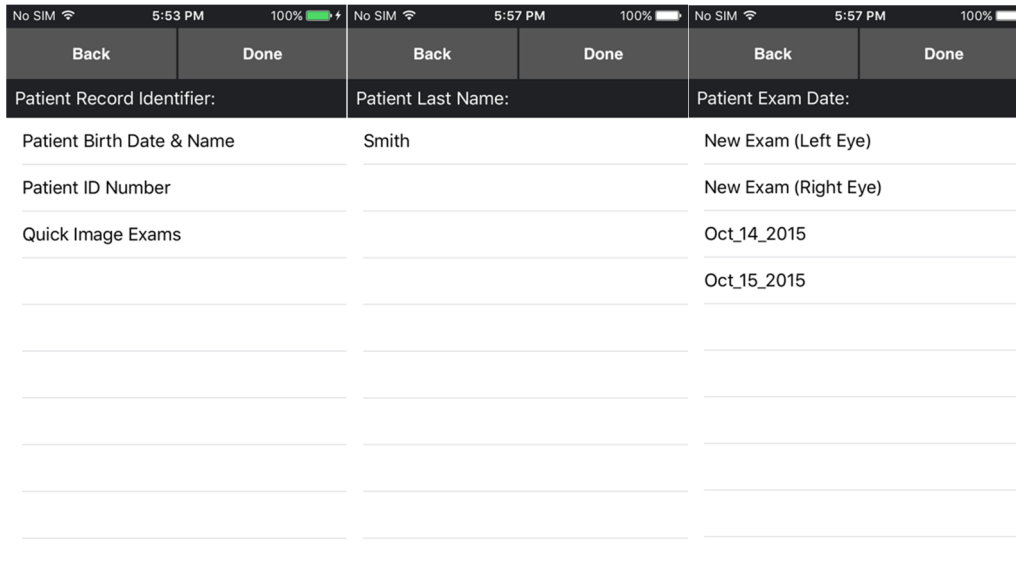 No SIM 5:53 PM 100%
Back Done
Patient Record Identifier:
Patient Birth Date & Name
Patient ID Number
Quick Image Exams
No SIM 5:57 PM 100%
Back Done
Patient Last Name:
Smith
No SIM 5:57 PM 100%
Back Done
Patient Exam Date:
New Exam (Left Eye)
New Exam (Right Eye)
Oct_14_2015
Oct_15_2015